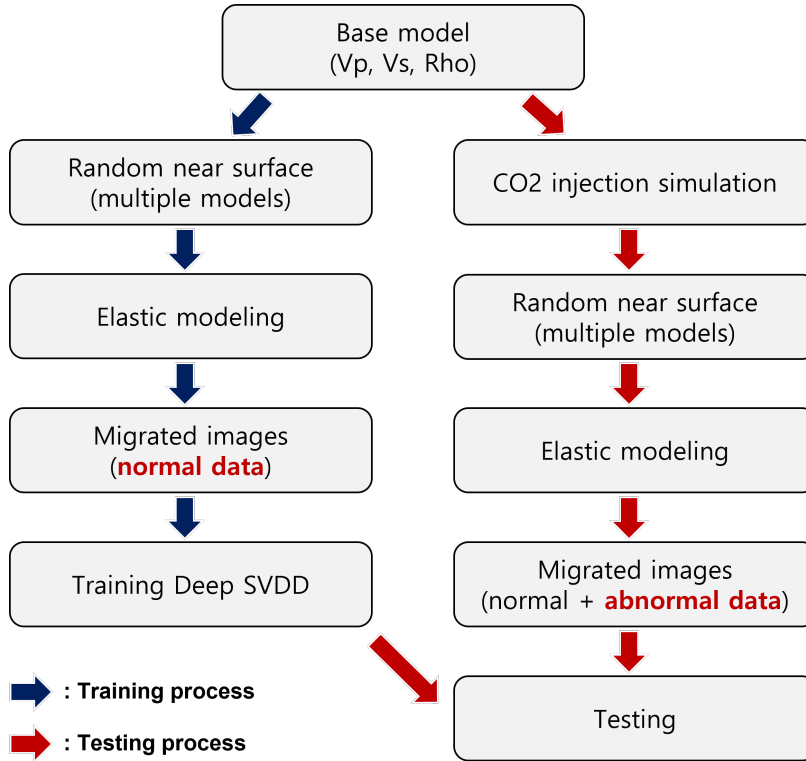 Base model
(Vp, Vs, Rho)
Random near surface
(multiple models)
Elastic modeling
Migrated images
(normal data)
Training Deep SVDD
CO2 injection simulation
Random near surface
(multiple models)
Elastic modeling
Migrated images
(normal + abnormal data)
Testing
: Training process
: Testing process